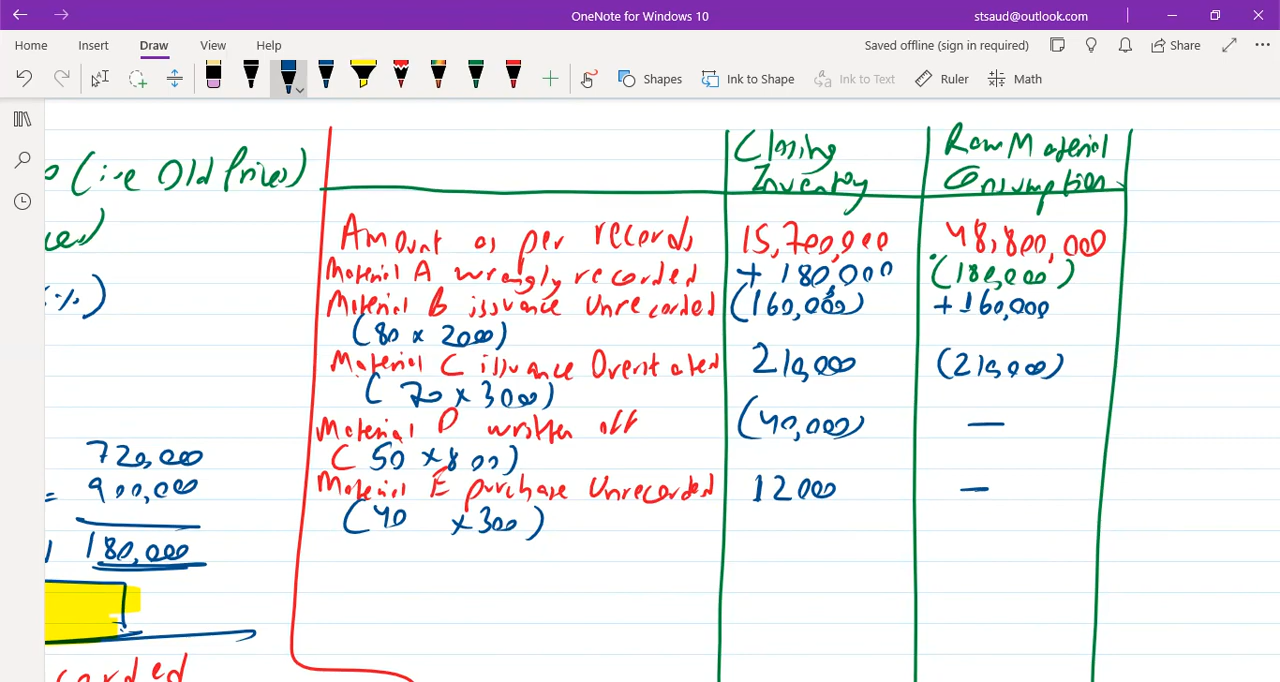 OneNote for Windows 10
stsaud@outlook.com
Home Insert Draw View Help
Saved offline (sign in required)
Share
Shapes Ink to Shape Ink to Text Ruler Math
(i.e Old Prices)
%)
720,000
= 900,000
180,000
Closing Inventory
Raw Material Consumption
Amount as per records 15,700,000 48,800,000
Material A wrongly recorded + 180,000 (180,000)
Material B issuance Unrecorded (160,000) +160,000
(80 x 2000)
Material C issuance Overstated 210,000 (210,000)
(70 x 3000)
Material D written off (40,000) —
(50 x 800)
Material E purchase Unrecorded 12000 —
(40 x 300)
corded